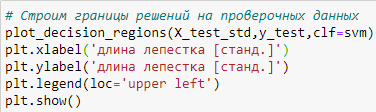 # Строим границы решений на проверочных данных
plot_decision_regions(X_test_std,y_test,clf=svm)
plt.xlabel('длина лепестка [станд.]')
plt.ylabel('длина лепестка [станд.]')
plt.legend(loc='upper left')
plt.show()